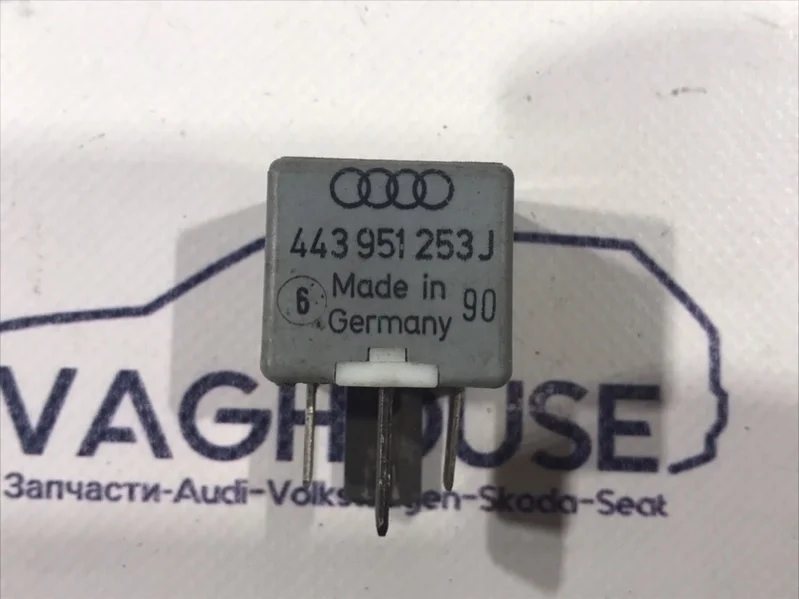 443 951 253 J
6 Made in Germany 90
VAGHOUSE
Запчасти-Audi-Volkswagen-Skoda-Seat